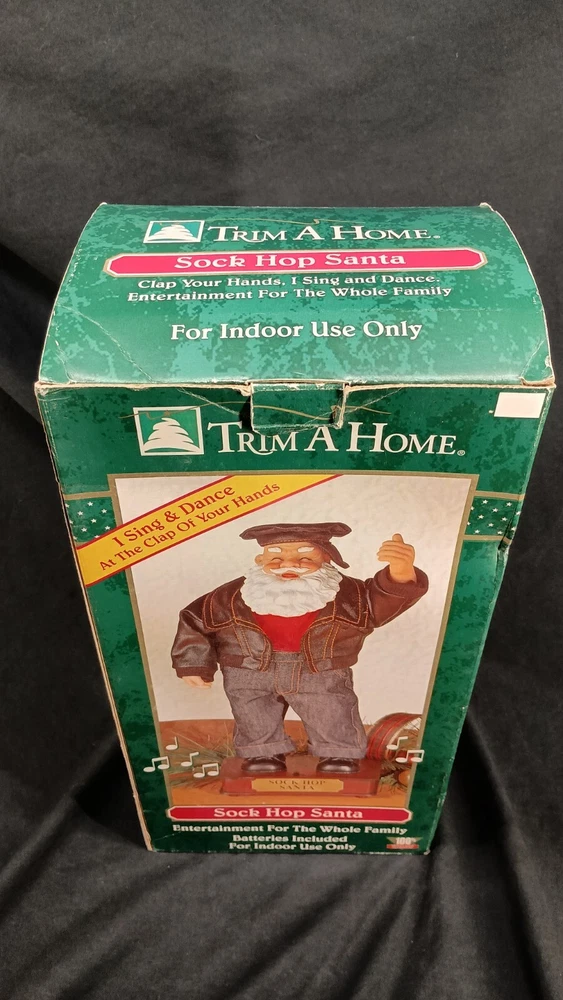 TRIM A HOME®
Sock Hop Santa
Clap Your Hands, I Sing and Dance.
Entertainment For The Whole Family
For Indoor Use Only
TRIM A HOME®
I Sing & Dance
At The Clap Of Your Hands
SOCK HOP
SANTA
Sock Hop Santa
Entertainment For The Whole Family
Batteries Included
For Indoor Use Only